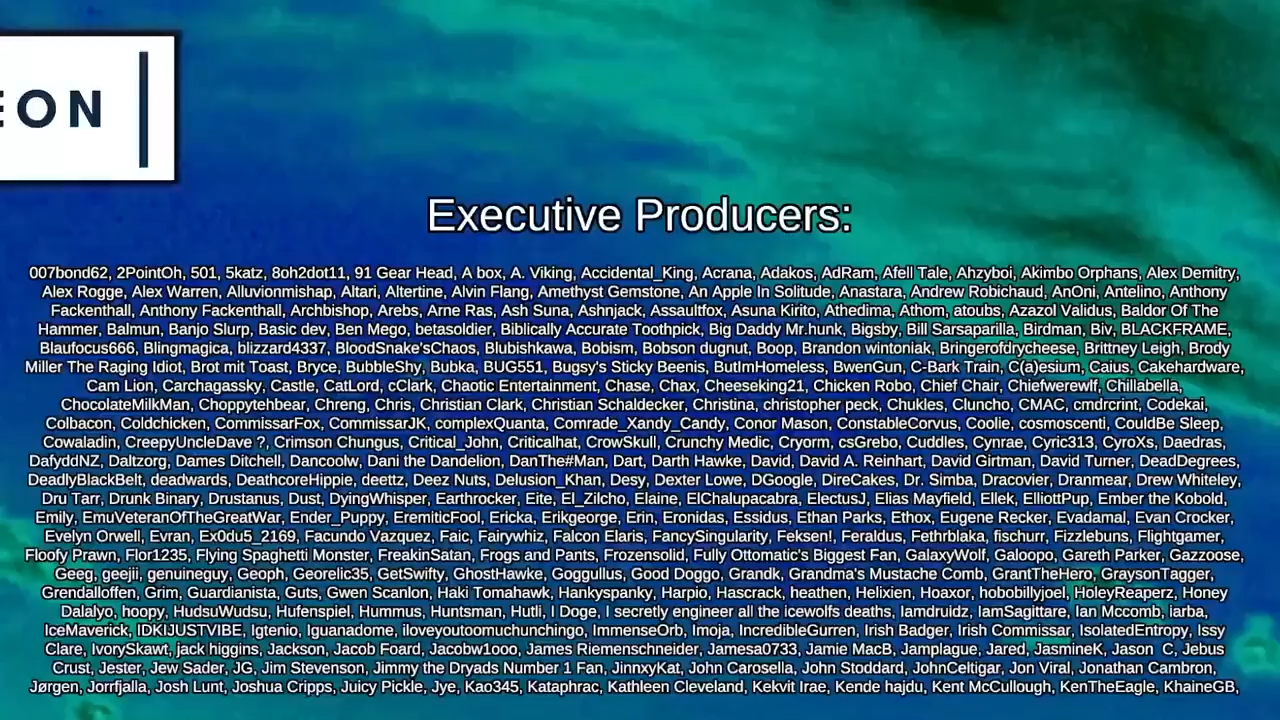 EON
Executive Producers:
007bond62, 2PointOh, 501, 5katz, 8oh2dot11, 91 Gear Head, A box, A. Viking, Accidental_King, Acrana, Adakos, AdRam, Afell Tale, Ahzyboi, Akimbo Orphans, Alex Demitry,
Alex Rogge, Alex Warren, Alluvionmishap, Altari, Altertine, Alvin Flang, Amethyst Gemstone, An Apple In Solitude, Anastara, Andrew Robichaud, AnOni, Antelino, Anthony
Fackenthall, Anthony Fackenthall, Archbishop, Arebs, Arne Ras, Ash Suna, Ashnjack, Assaultfox, Asuna Kirito, Athedima, Athom, atoubs, Azazol Validus, Baldor Of The
Hammer, Balmun, Banjo Slurp, Basic dev, Ben Mego, betasoldier, Biblically Accurate Toothpick, Big Daddy Mr.hunk, Bigsby, Bill Sarsaparilla, Birdman, Biv, BLACKFRAME,
Blaufocus666, Blingmagica, blizzard4337, BloodSnake'sChaos, Blubishkawa, Bobism, Bobson dugnut, Boop, Brandon wintoniak, Bringerofdrycheese, Brittney Leigh, Brody
Miller The Raging Idiot, Brot mit Toast, Bryce, BubbleShy, Bubka, BUG551, Bugsy's Sticky Beenis, ButImHomeless, BwenGun, C-Bark Train, C(a)esium, Caius, Cakehardware,
Cam Lion, Carchagassky, Castle, CatLord, cClark, Chaotic Entertainment, Chase, Chax, Cheeseking21, Chicken Robo, Chief Chair, Chiefwerewlf, Chillabella,
ChocolateMilkMan, Choppytehbear, Chreng, Chris, Christian Clark, Christian Schaldecker, Christina, christopher peck, Chukles, Cluncho, CMAC, cmdrcrint, Codekai,
Colbacon, Coldchicken, CommissarFox, CommissarJK, complexQuanta, Comrade_Xandy_Candy, Conor Mason, ConstableCorvus, Coolie, cosmoscenti, CouldBe Sleep,
Cowaladin, CreepyUncleDave ?, Crimson Chungus, Critical_John, Criticalhat, CrowSkull, Crunchy Medic, Cryorm, csGrebo, Cuddles, Cynrae, Cyric313, CyroXs, Daedras,
DafyddNZ, Daltzorg, Dames Ditchell, Dancoolw, Dani the Dandelion, DanThe#Man, Dart, Darth Hawke, David, David A. Reinhart, David Girtman, David Turner, DeadDegrees,
DeadlyBlackBelt, deadwards, DeathcoreHippie, deettz, Deez Nuts, Delusion_Khan, Desy, Dexter Lowe, DGoogle, DireCakes, Dr. Simba, Dracovier, Dranmear, Drew Whiteley,
Dru Tarr, Drunk Binary, Drustanus, Dust, DyingWhisper, Earthrocker, Eite, El_Zilcho, Elaine, ElChalupacabra, ElectusJ, Elias Mayfield, Ellek, ElliottPup, Ember the Kobold,
Emily, EmuVeteranOfTheGreatWar, Ender_Puppy, EremiticFool, Ericka, Erikgeorge, Erin, Eronidas, Essidus, Ethan Parks, Ethox, Eugene Recker, Evadamal, Evan Crocker,
Evelyn Orwell, Evran, Ex0du5_2169, Facundo Vazquez, Faic, Fairywhiz, Falcon Elaris, FancySingularity, Feksen!, Feraldus, Fethrblaka, fischurr, Fizzlebuns, Flightgamer,
Floofy Prawn, Flor1235, Flying Spaghetti Monster, FreakinSatan, Frogs and Pants, Frozensolid, Fully Ottomatic's Biggest Fan, GalaxyWolf, Galoopo, Gareth Parker, Gazzoose,
Geeg, geejii, genuineguy, Geoph, Georelic35, GetSwifty, GhostHawke, Goggullus, Good Doggo, Grandk, Grandma's Mustache Comb, GrantTheHero, GraysonTagger,
Grendalloffen, Grim, Guardianista, Guts, Gwen Scanlon, Haki Tomahawk, Hankyspanky, Harpio, Hascrack, heathen, Helixien, Hoaxor, hobobillyjoel, HoleyReaperz, Honey
Dalalyo, hoopy, HudsuWudsu, Hufenspiel, Hummus, Huntsman, Hutli, I Doge, I secretly engineer all the icewolfs deaths, Iamdruidz, IamSagittare, Ian Mccomb, iarba,
IceMaverick, IDKIJUSTVIBE, Igtenio, Iguanadome, iloveyoutoomuchunchingo, ImmenseOrb, Imoja, IncredibleGurren, Irish Badger, Irish Commissar, IsolatedEntropy, Issy
Clare, IvorySkawt, jack higgins, Jackson, Jacob Foard, Jacobw1ooo, James Riemenschneider, Jamesa0733, Jamie MacB, Jamplague, Jared, JasmineK, Jason  C, Jebus
Crust, Jester, Jew Sader, JG, Jim Stevenson, Jimmy the Dryads Number 1 Fan, JinnxyKat, John Carosella, John Stoddard, JohnCeltigar, Jon Viral, Jonathan Cambron,
Jørgen, Jorrfjalla, Josh Lunt, Joshua Cripps, Juicy Pickle, Jye, Kao345, Kataphrac, Kathleen Cleveland, Kekvit Irae, Kende hajdu, Kent McCullough, KenTheEagle, KhaineGB,